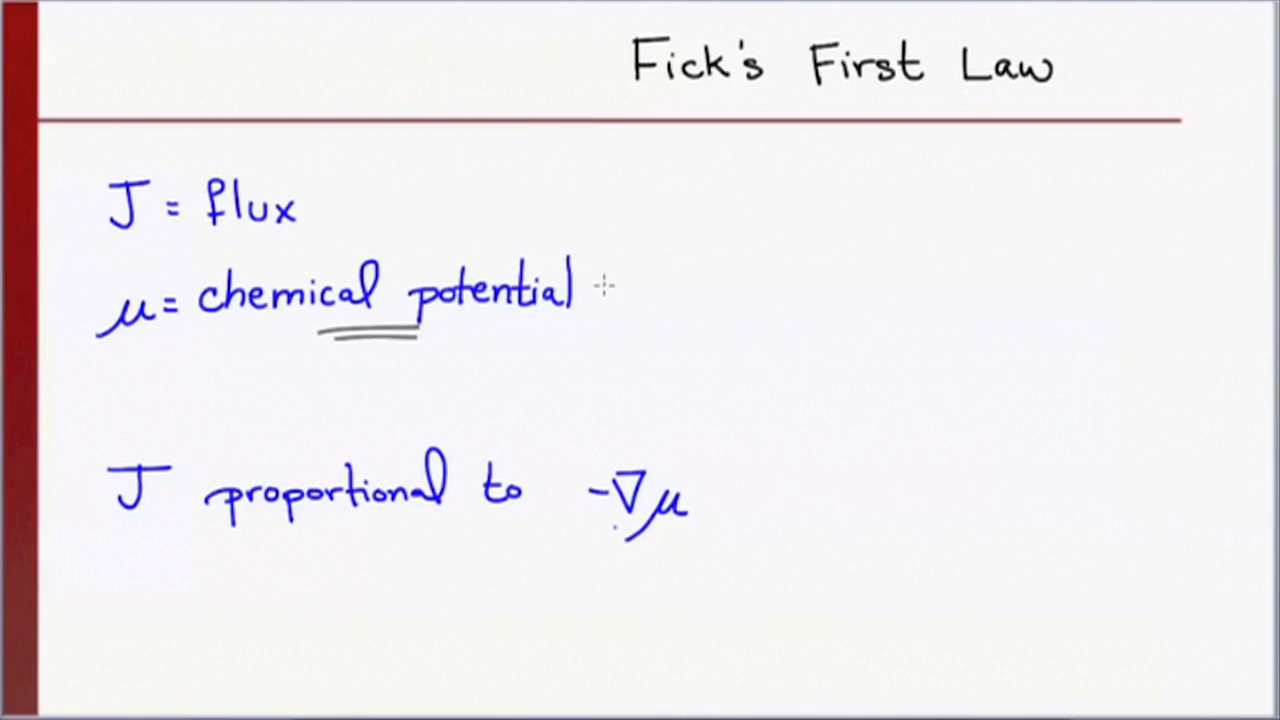 Fick's First Law
J = flux
μ = chemical potential
J proportional to -∇μ